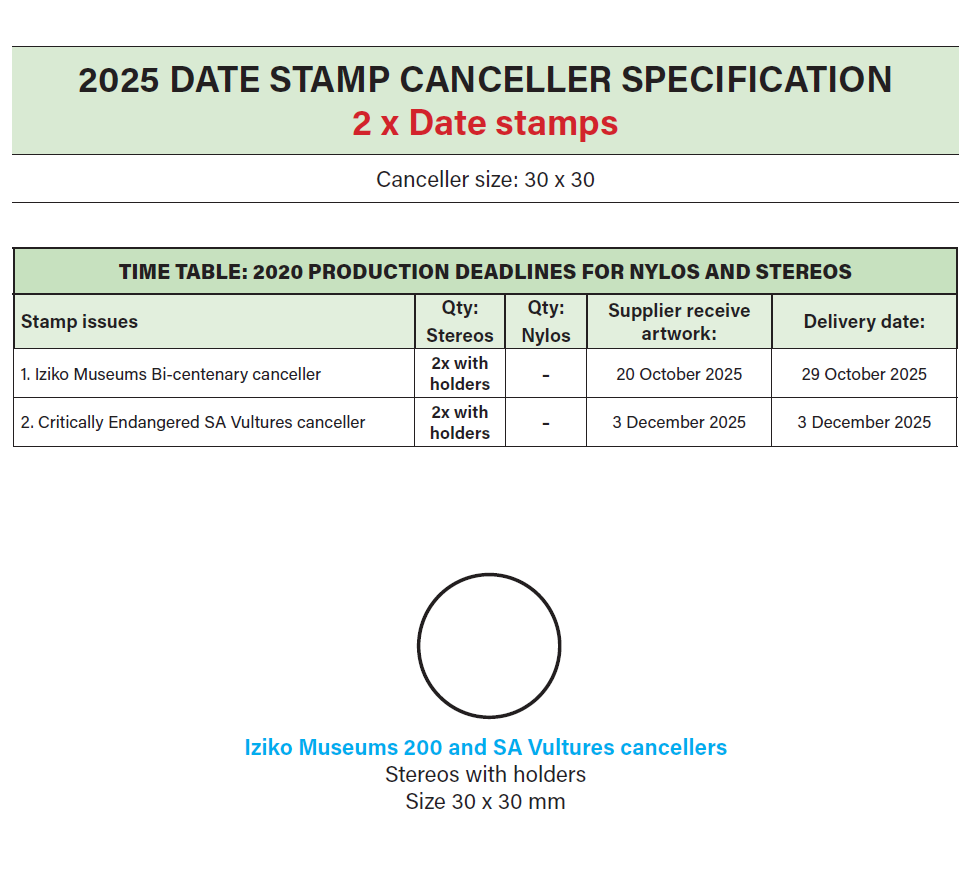 2025 DATE STAMP CANCELLER SPECIFICATION
2 x Date stamps
Canceller size: 30 x 30
TIME TABLE: 2020 PRODUCTION DEADLINES FOR NYLOS AND STEREOS
Stamp issues
Qty:
Stereos
Qty:
Nylos
Supplier receive
artwork:
Delivery date:
1. Iziko Museums Bi-centenary canceller
2x with
holders
-
20 October 2025
29 October 2025
2. Critically Endangered SA Vultures canceller
2x with
holders
-
3 December 2025
3 December 2025
Iziko Museums 200 and SA Vultures cancellers
Stereos with holders
Size 30 x 30 mm